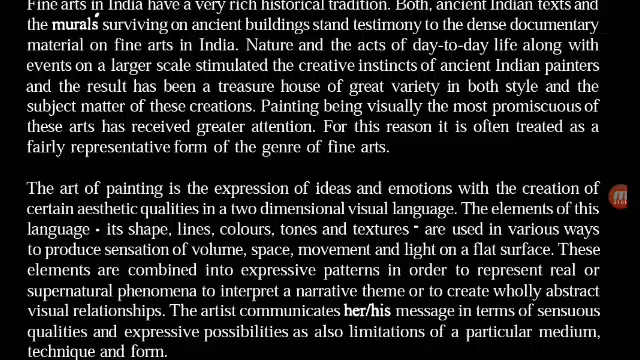 Fine arts in India have a very rich historical tradition. Both, ancient Indian texts and
the murals surviving on ancient buildings stand testimony to the dense documentary
material on fine arts in India. Nature and the acts of day-to-day life along with
events on a larger scale stimulated the creative instincts of ancient Indian painters
and the result has been a treasure house of great variety in both style and the
subject matter of these creations. Painting being visually the most promiscuous of
these arts has received greater attention. For this reason it is often treated as a
fairly representative form of the genre of fine arts.
The art of painting is the expression of ideas and emotions with the creation of
certain aesthetic qualities in a two dimensional visual language. The elements of this
language - its shape, lines, colours, tones and textures - are used in various ways
to produce sensation of volume, space, movement and light on a flat surface. These
elements are combined into expressive patterns in order to represent real or
supernatural phenomena to interpret a narrative theme or to create wholly abstract
visual relationships. The artist communicates her/his message in terms of sensuous
qualities and expressive possibilities as also limitations of a particular medium,
technique and form.